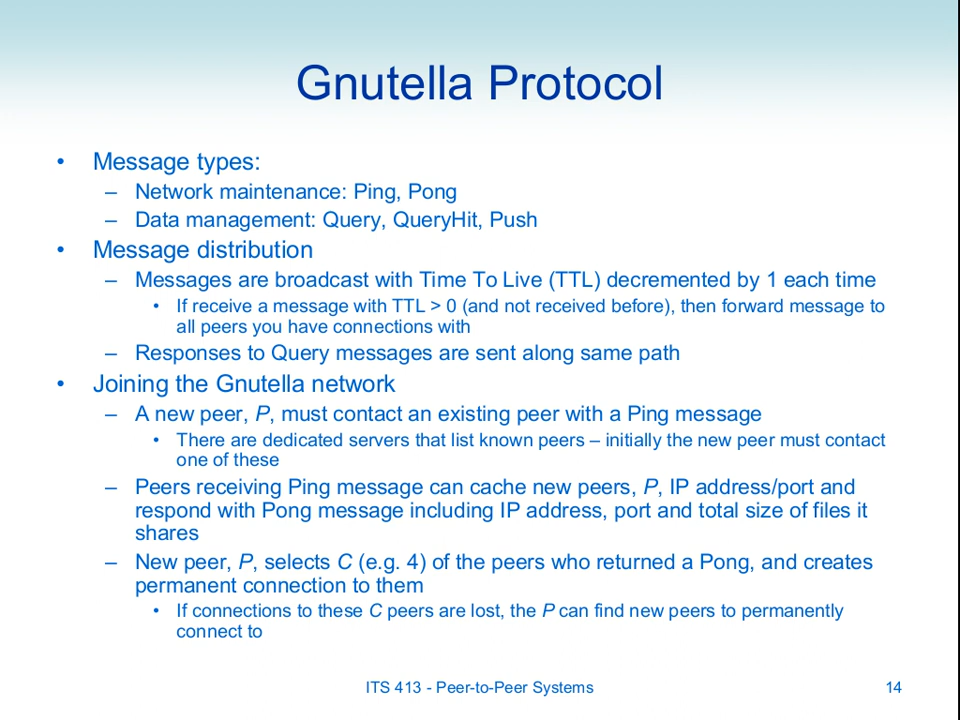 Gnutella Protocol
• Message types:
– Network maintenance: Ping, Pong
– Data management: Query, QueryHit, Push
• Message distribution
– Messages are broadcast with Time To Live (TTL) decremented by 1 each time
• If receive a message with TTL > 0 (and not received before), then forward message to
all peers you have connections with
– Responses to Query messages are sent along same path
• Joining the Gnutella network
– A new peer, P, must contact an existing peer with a Ping message
• There are dedicated servers that list known peers – initially the new peer must contact
one of these
– Peers receiving Ping message can cache new peers, P, IP address/port and
respond with Pong message including IP address, port and total size of files it
shares
– New peer, P, selects C (e.g. 4) of the peers who returned a Pong, and creates
permanent connection to them
• If connections to these C peers are lost, the P can find new peers to permanently
connect to
ITS 413 - Peer-to-Peer Systems
14